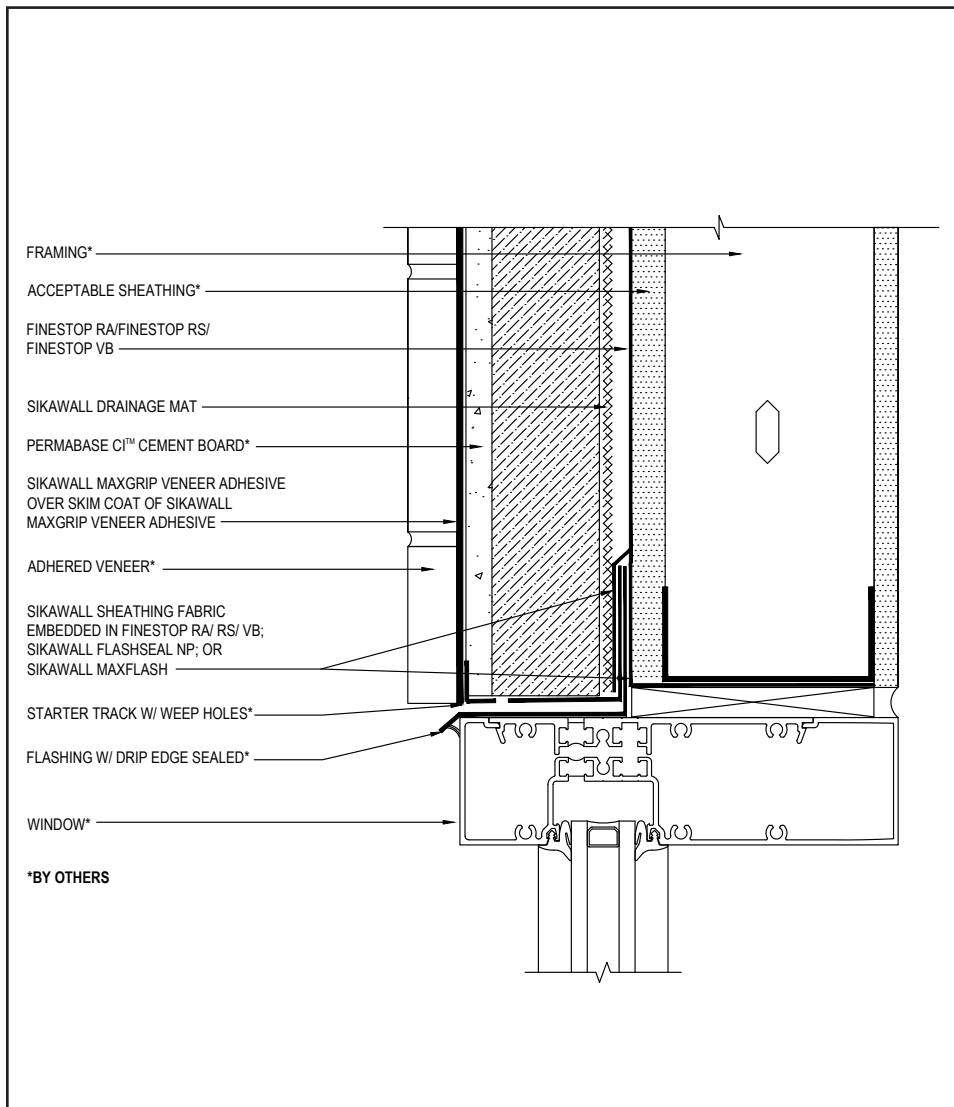 FRAMING*
ACCEPTABLE SHEATHING*
FINESTOP RA/FINESTOP RS/
FINESTOP VB
SIKAWALL DRAINAGE MAT
PERMABASE CI™ CEMENT BOARD*
SIKAWALL MAXGRIP VENEER ADHESIVE
OVER SKIM COAT OF SIKAWALL
MAXGRIP VENEER ADHESIVE
ADHERED VENEER*
SIKAWALL SHEATHING FABRIC
EMBEDDED IN FINESTOP RA/ RS/ VB;
SIKAWALL FLASHSEAL NP; OR
SIKAWALL MAXFLASH
STARTER TRACK W/ WEEP HOLES*
FLASHING W/ DRIP EDGE SEALED*
WINDOW*
*BY OTHERS